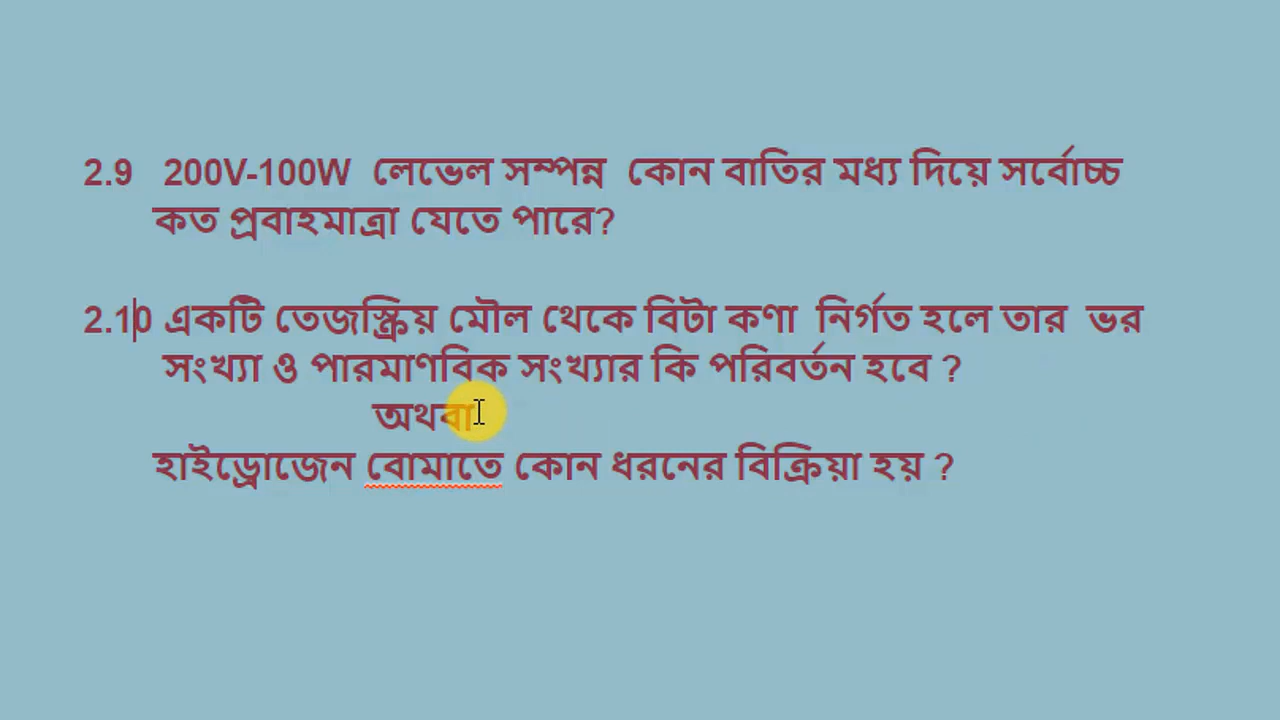 2.9 200V-100W লেভেল সম্পন্ন কোন বাতির মধ্য দিয়ে সর্বোচ্চ
কত প্রবাহমাত্রা যেতে পারে?
2.10 একটি তেজস্ক্রিয় মৌল থেকে বিটা কণা নির্গত হলে তার ভর
সংখ্যা ও পারমাণবিক সংখ্যার কি পরিবর্তন হবে ?
অথবা
হাইড্রোজেন বোমাতে কোন ধরনের বিক্রিয়া হয় ?